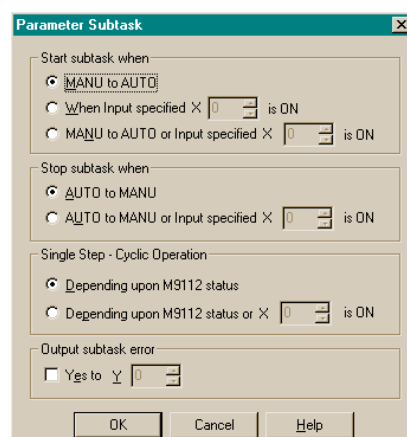 Parameter Subtask
Start subtask when
MANU to AUTO
When Input specified X 0 is ON
MANU to AUTO or Input specified X 0 is ON
Stop subtask when
AUTO to MANU
AUTO to MANU or Input specified X 0 is ON
Single Step - Cyclic Operation
Depending upon M9112 status
Depending upon M9112 status or X 0 is ON
Output subtask error
Yes to Y 0
OK Cancel Help